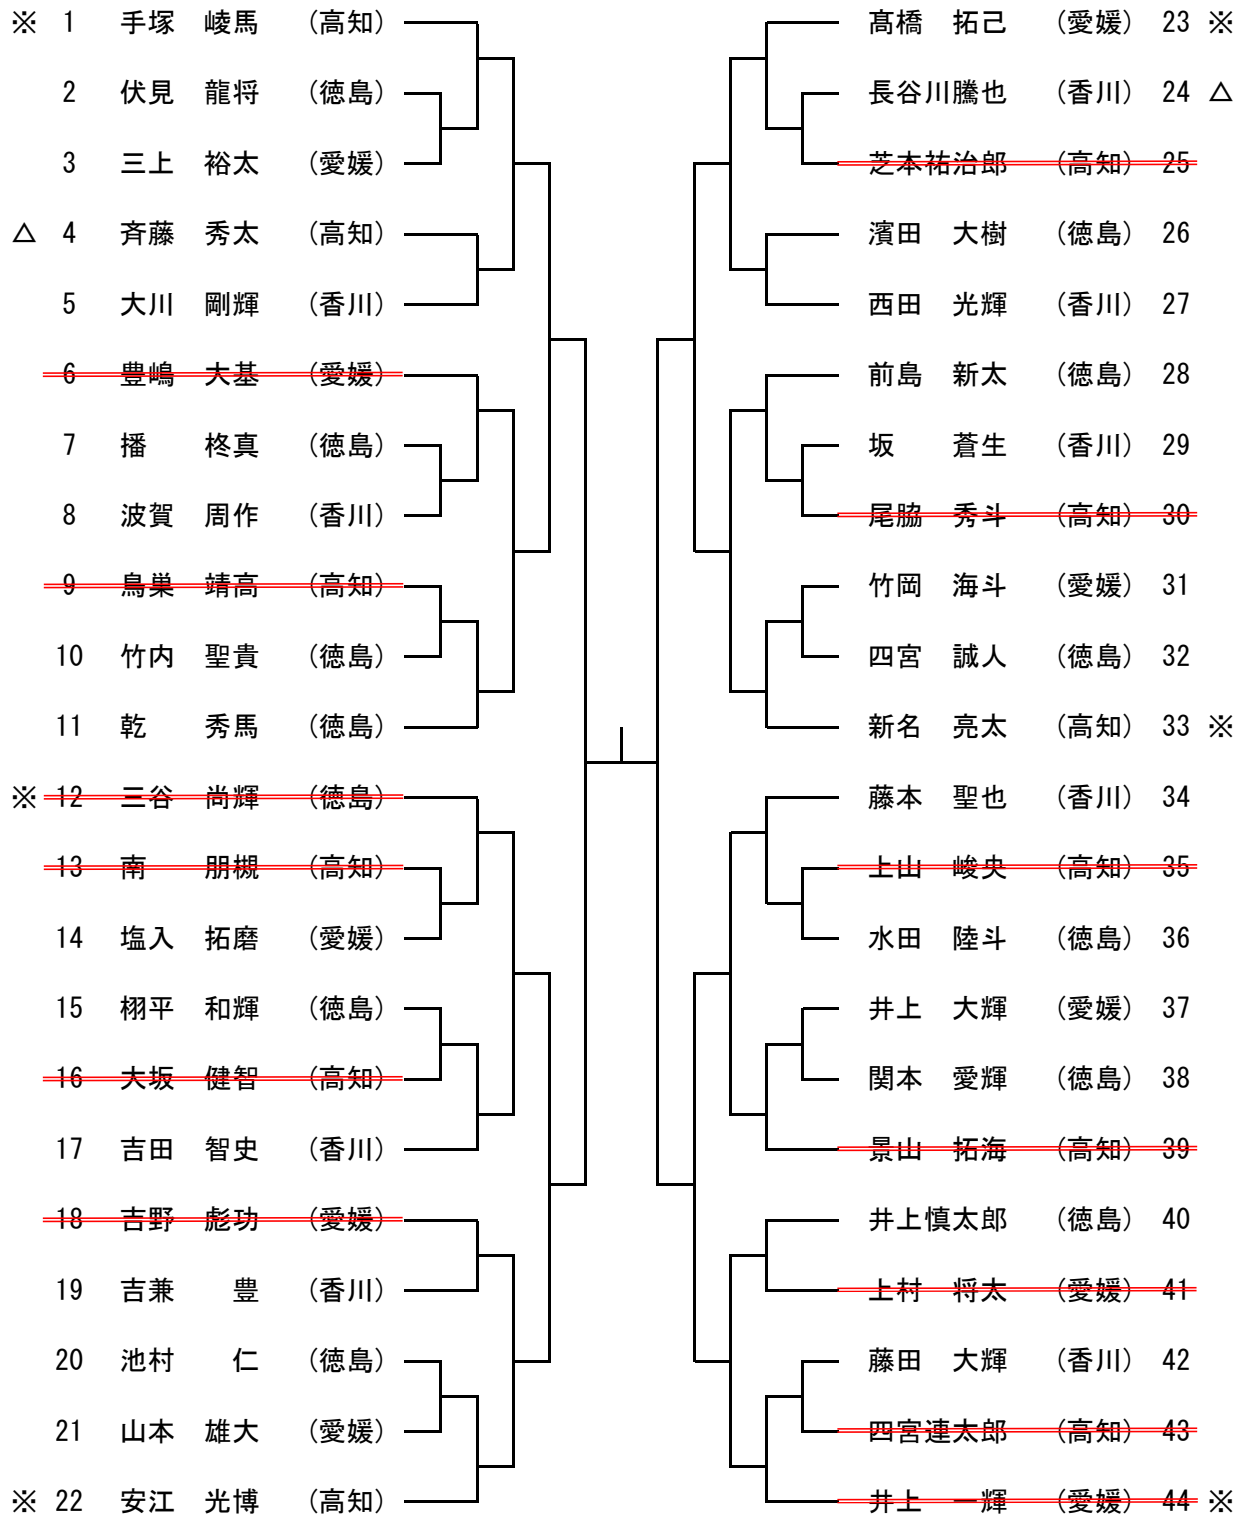 ※ 1 手塚 崚馬 （高知）
2 伏見 龍将 （徳島）
3 三上 裕太 （愛媛）
△ 4 斉藤 秀太 （高知）
5 大川 剛輝 （香川）
6 豊嶋 大基 （愛媛）
7 播 柊真 （徳島）
8 波賀 周作 （香川）
9 鳥巣 靖高 （高知）
10 竹内 聖貴 （徳島）
11 乾 秀馬 （徳島）
※ 12 三谷 尚輝 （徳島）
13 南 朋槻 （高知）
14 塩入 拓磨 （愛媛）
15 栩平 和輝 （徳島）
16 大坂 健智 （高知）
17 吉田 智史 （香川）
18 吉野 彪功 （愛媛）
19 吉兼 豊 （香川）
20 池村 仁 （徳島）
21 山本 雄大 （愛媛）
※ 22 安江 光博 （高知）
髙橋 拓己 （愛媛） 23 ※
長谷川騰也 （香川） 24 △
芝本祐治郎 （高知） 25
濱田 大樹 （徳島） 26
西田 光輝 （香川） 27
前島 新太 （徳島） 28
坂 蒼生 （香川） 29
尾脇 秀斗 （高知） 30
竹岡 海斗 （愛媛） 31
四宮 誠人 （徳島） 32
新名 亮太 （高知） 33 ※
藤本 聖也 （香川） 34
上山 峻央 （高知） 35
水田 陸斗 （徳島） 36
井上 大輝 （愛媛） 37
関本 愛輝 （徳島） 38
景山 拓海 （高知） 39
井上慎太郎 （徳島） 40
上村 将太 （愛媛） 41
藤田 大輝 （香川） 42
四宮連太郎 （高知） 43
井上 一輝 （愛媛） 44 ※